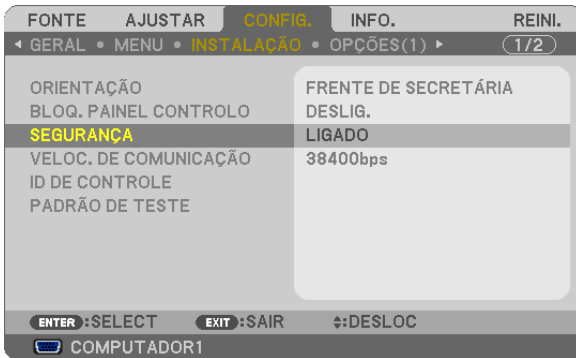 FONTE AJUSTAR CONFIG. INFO. REINI.
GERAL • MENU • INSTALAÇÃO • OPÇÕES(1) 1/2
ORIENTAÇÃO FRENTE DE SECRETÁRIA
BLOQ. PAINEL CONTROLO DESLIG.
SEGURANÇA LIGADO
VELOC. DE COMUNICAÇÃO 38400bps
ID DE CONTROLE
PADRÃO DE TESTE
ENTER :SELECT EXIT :SAIR :DESLOC
COMPUTADOR1